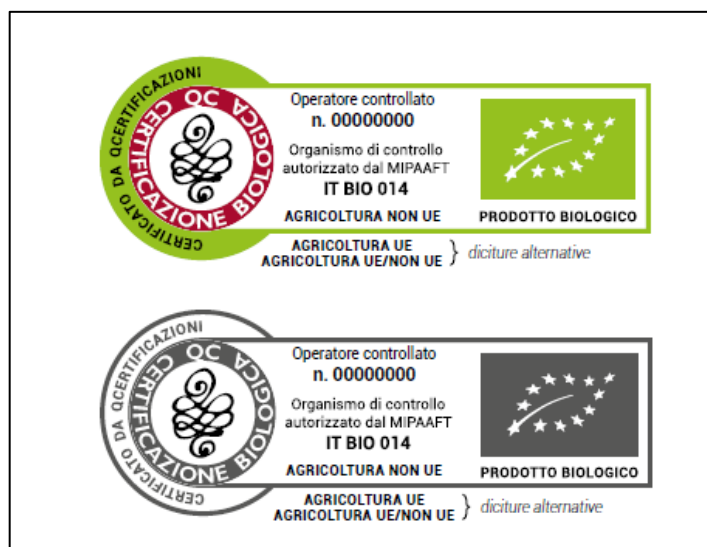 CERTIFICATO DA QCERTIFICAZIONI
QC CERTIFICAZIONE BIOLOGICA
Operatore controllato
n. 00000000
Organismo di controllo
autorizzato dal MIPAAFT
IT BIO 014
AGRICOLTURA NON UE
PRODOTTO BIOLOGICO
AGRICOLTURA UE
AGRICOLTURA UE/NON UE } diciture alternative
CERTIFICATO DA QCERTIFICAZIONI
QC CERTIFICAZIONE BIOLOGICA
Operatore controllato
n. 00000000
Organismo di controllo
autorizzato dal MIPAAFT
IT BIO 014
AGRICOLTURA NON UE
PRODOTTO BIOLOGICO
AGRICOLTURA UE
AGRICOLTURA UE/NON UE } diciture alternative